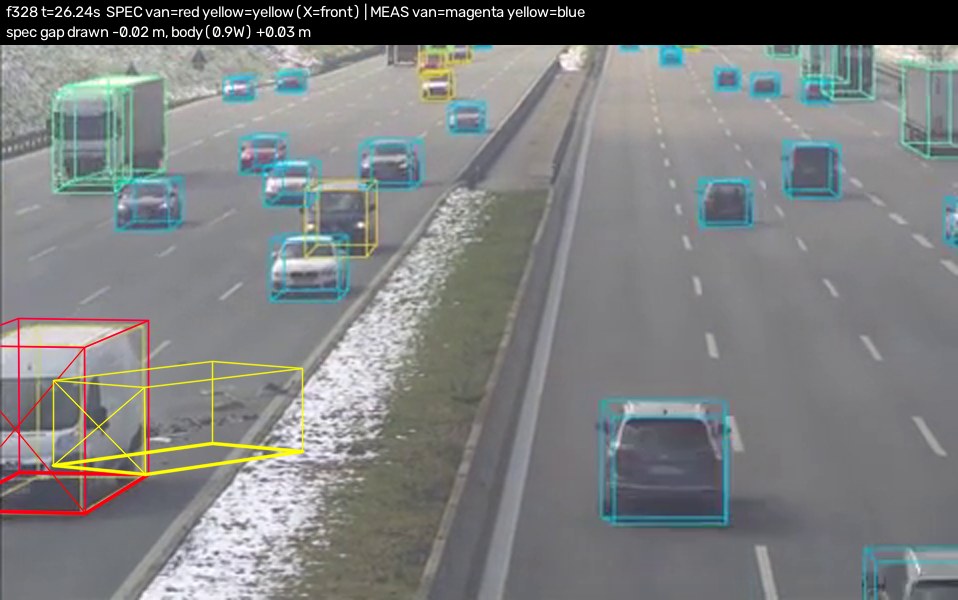 f328 t=26.24s SPEC van=red yellow=yellow (X=front) | MEAS van=magenta yellow=blue
spec gap drawn -0.02 m, body (0.9W) +0.03 m